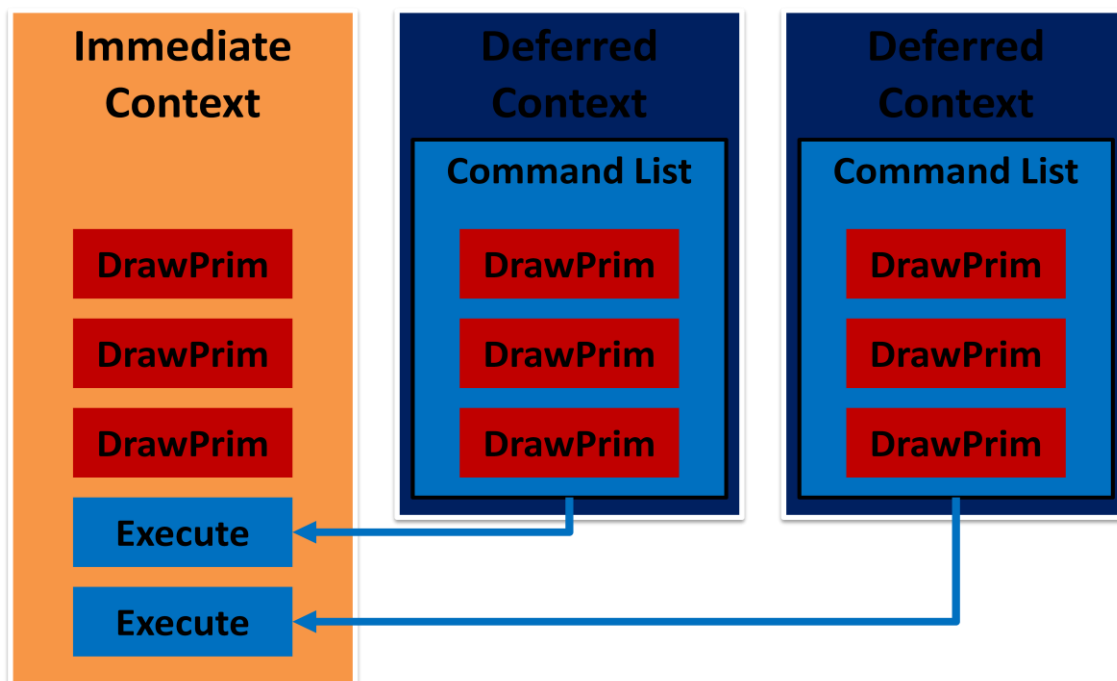 Immediate
Context
DrawPrim
DrawPrim
DrawPrim
Execute
Execute
Deferred
Context
Command List
DrawPrim
DrawPrim
DrawPrim
Deferred
Context
Command List
DrawPrim
DrawPrim
DrawPrim